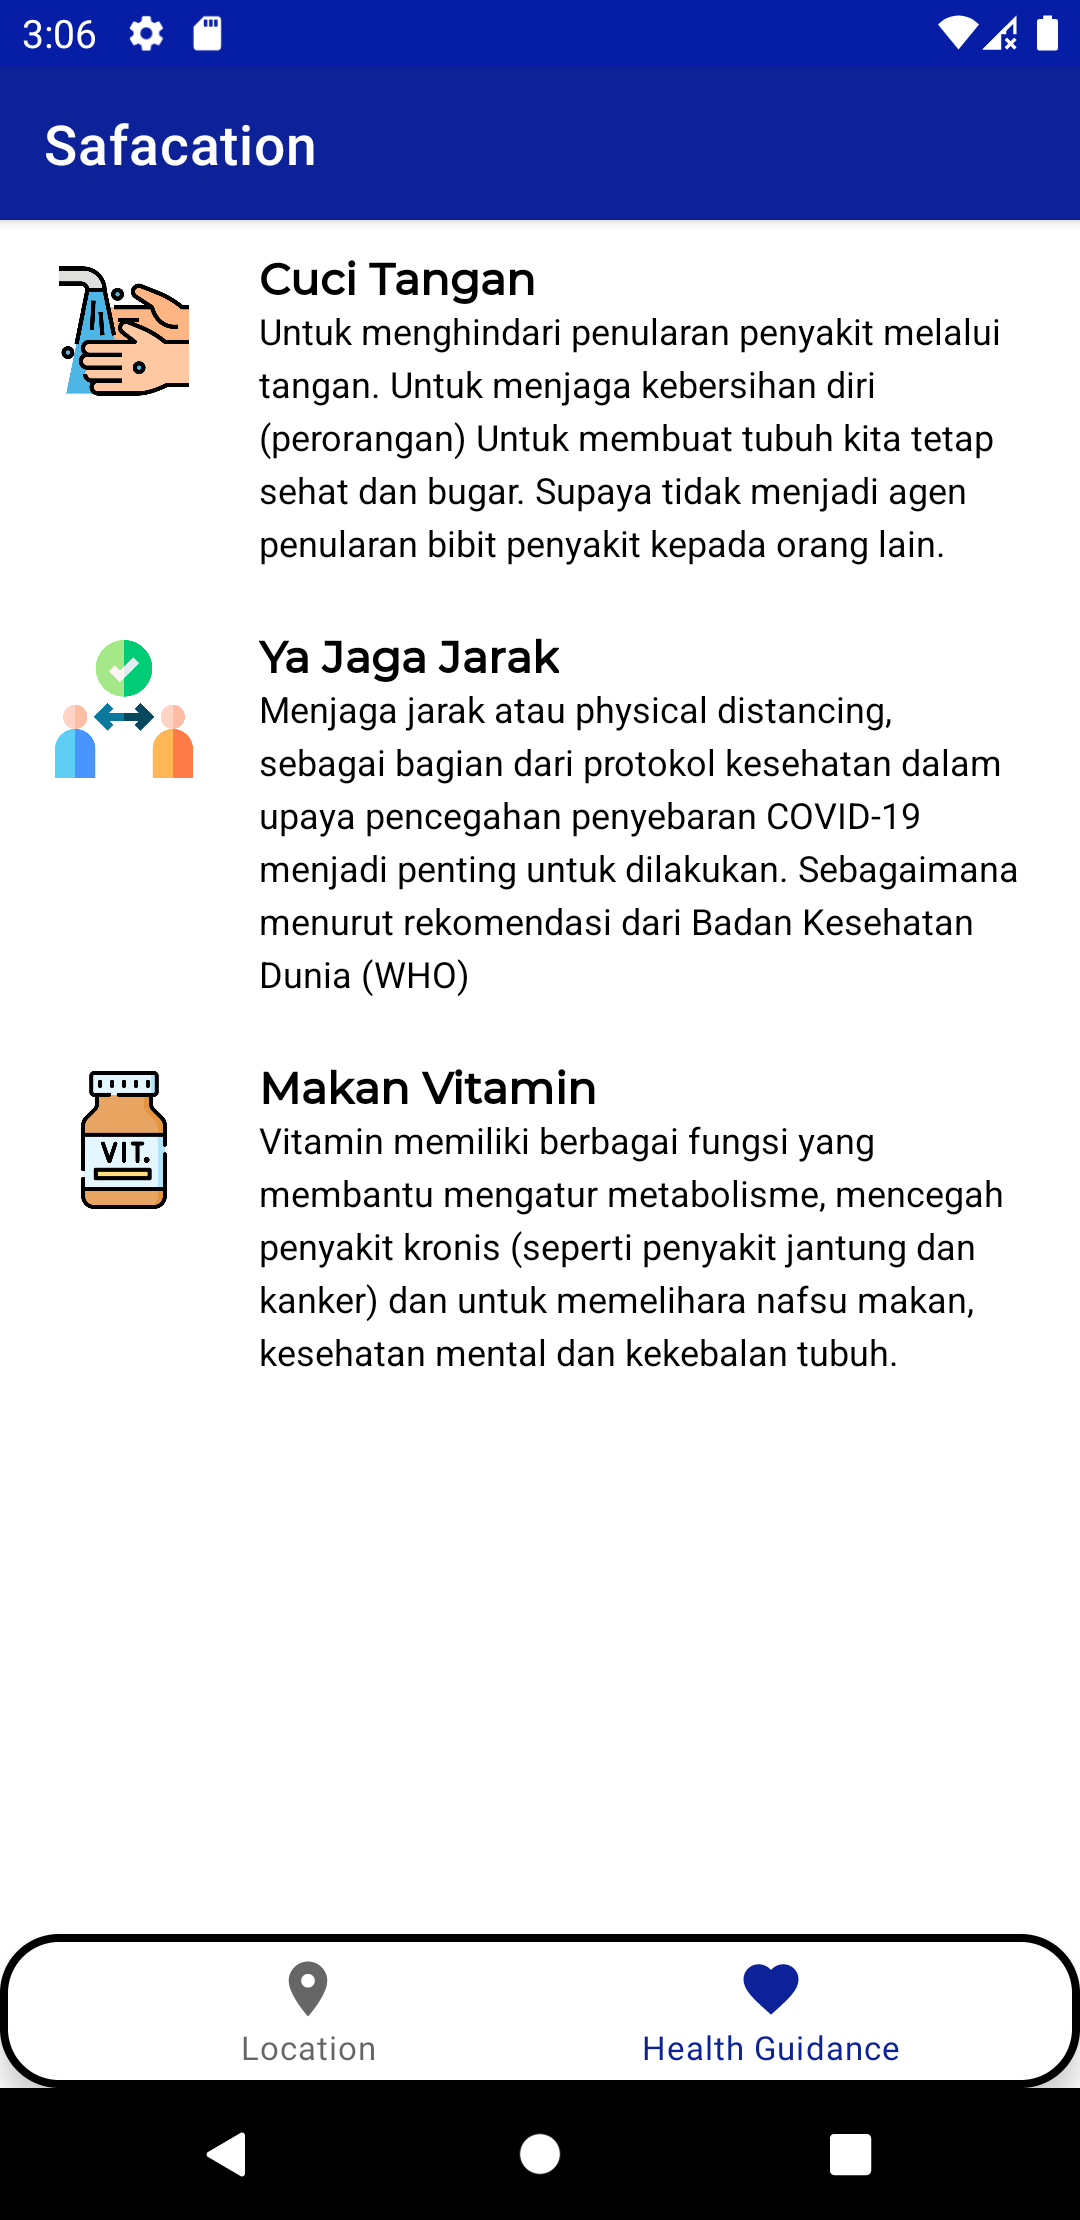 3:06
Safacation
Cuci Tangan
Untuk menghindari penularan penyakit melalui
tangan. Untuk menjaga kebersihan diri
(perorangan) Untuk membuat tubuh kita tetap
sehat dan bugar. Supaya tidak menjadi agen
penularan bibit penyakit kepada orang lain.
Ya Jaga Jarak
Menjaga jarak atau physical distancing,
sebagai bagian dari protokol kesehatan dalam
upaya pencegahan penyebaran COVID-19
menjadi penting untuk dilakukan. Sebagaimana
menurut rekomendasi dari Badan Kesehatan
Dunia (WHO)
VIT.
Makan Vitamin
Vitamin memiliki berbagai fungsi yang
membantu mengatur metabolisme, mencegah
penyakit kronis (seperti penyakit jantung dan
kanker) dan untuk memelihara nafsu makan,
kesehatan mental dan kekebalan tubuh.
Location
Health Guidance